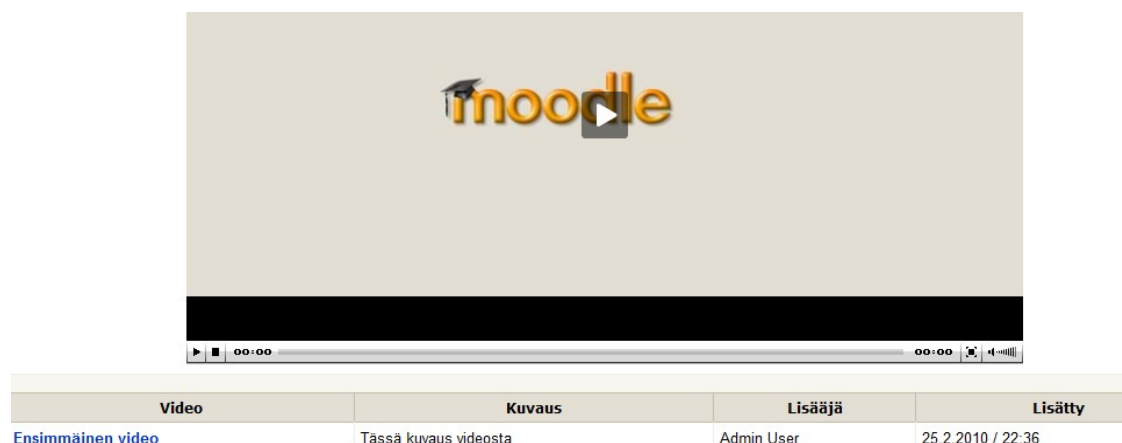 moodle
00:00 00:00
Video Kuvaus Lisääjä Lisätty
Ensimmäinen video Tässä kuvaus videosta Admin User 25.2.2010 / 22:36